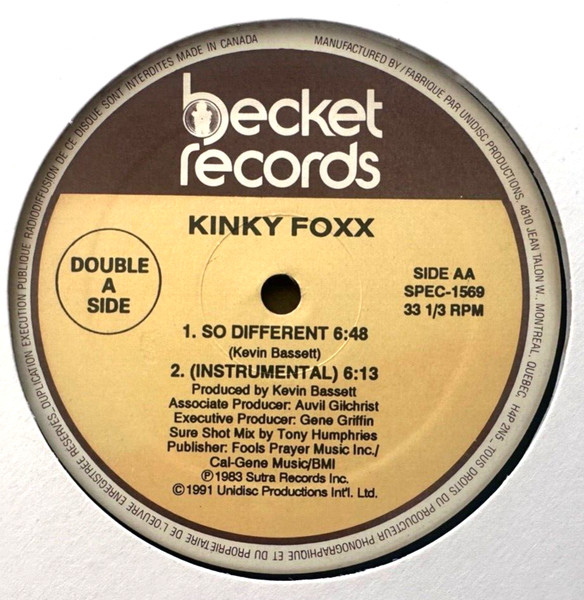 becket
records
KINKY FOXX
DOUBLE
A
SIDE
SIDE AA
SPEC-1569
33 1/3 RPM
1. SO DIFFERENT 6:48
(Kevin Bassett)
2. (INSTRUMENTAL) 6:13
Produced by Kevin Bassett
Associate Producer: Auvil Gilchrist
Executive Producer: Gene Griffin
Sure Shot Mix by Tony Humphries
Publisher: Fools Prayer Music Inc./
Cal-Gene Music/BMI
Ⓟ1983 Sutra Records Inc.
©1991 Unidisc Productions Int'l. Ltd.
MANUFACTURED BY / FABRIQUE PAR UNIDISC PRODUCTIONS, 4810 JEAN TALON W., MONTREAL, QUEBEC, H4P 2N5_ TOUS DROITS DU PRODUCTEUR PHONOGRAPHIQUE ET DU PROPRIETAIRE DE L'OEUVRE ENREGISTRÉE RESERVES_ DUPLICATION EXECUTION PUBLIQUE RADIODIFFUSION DE CE DISQUE SONT INTERDITES MADE IN CANADA